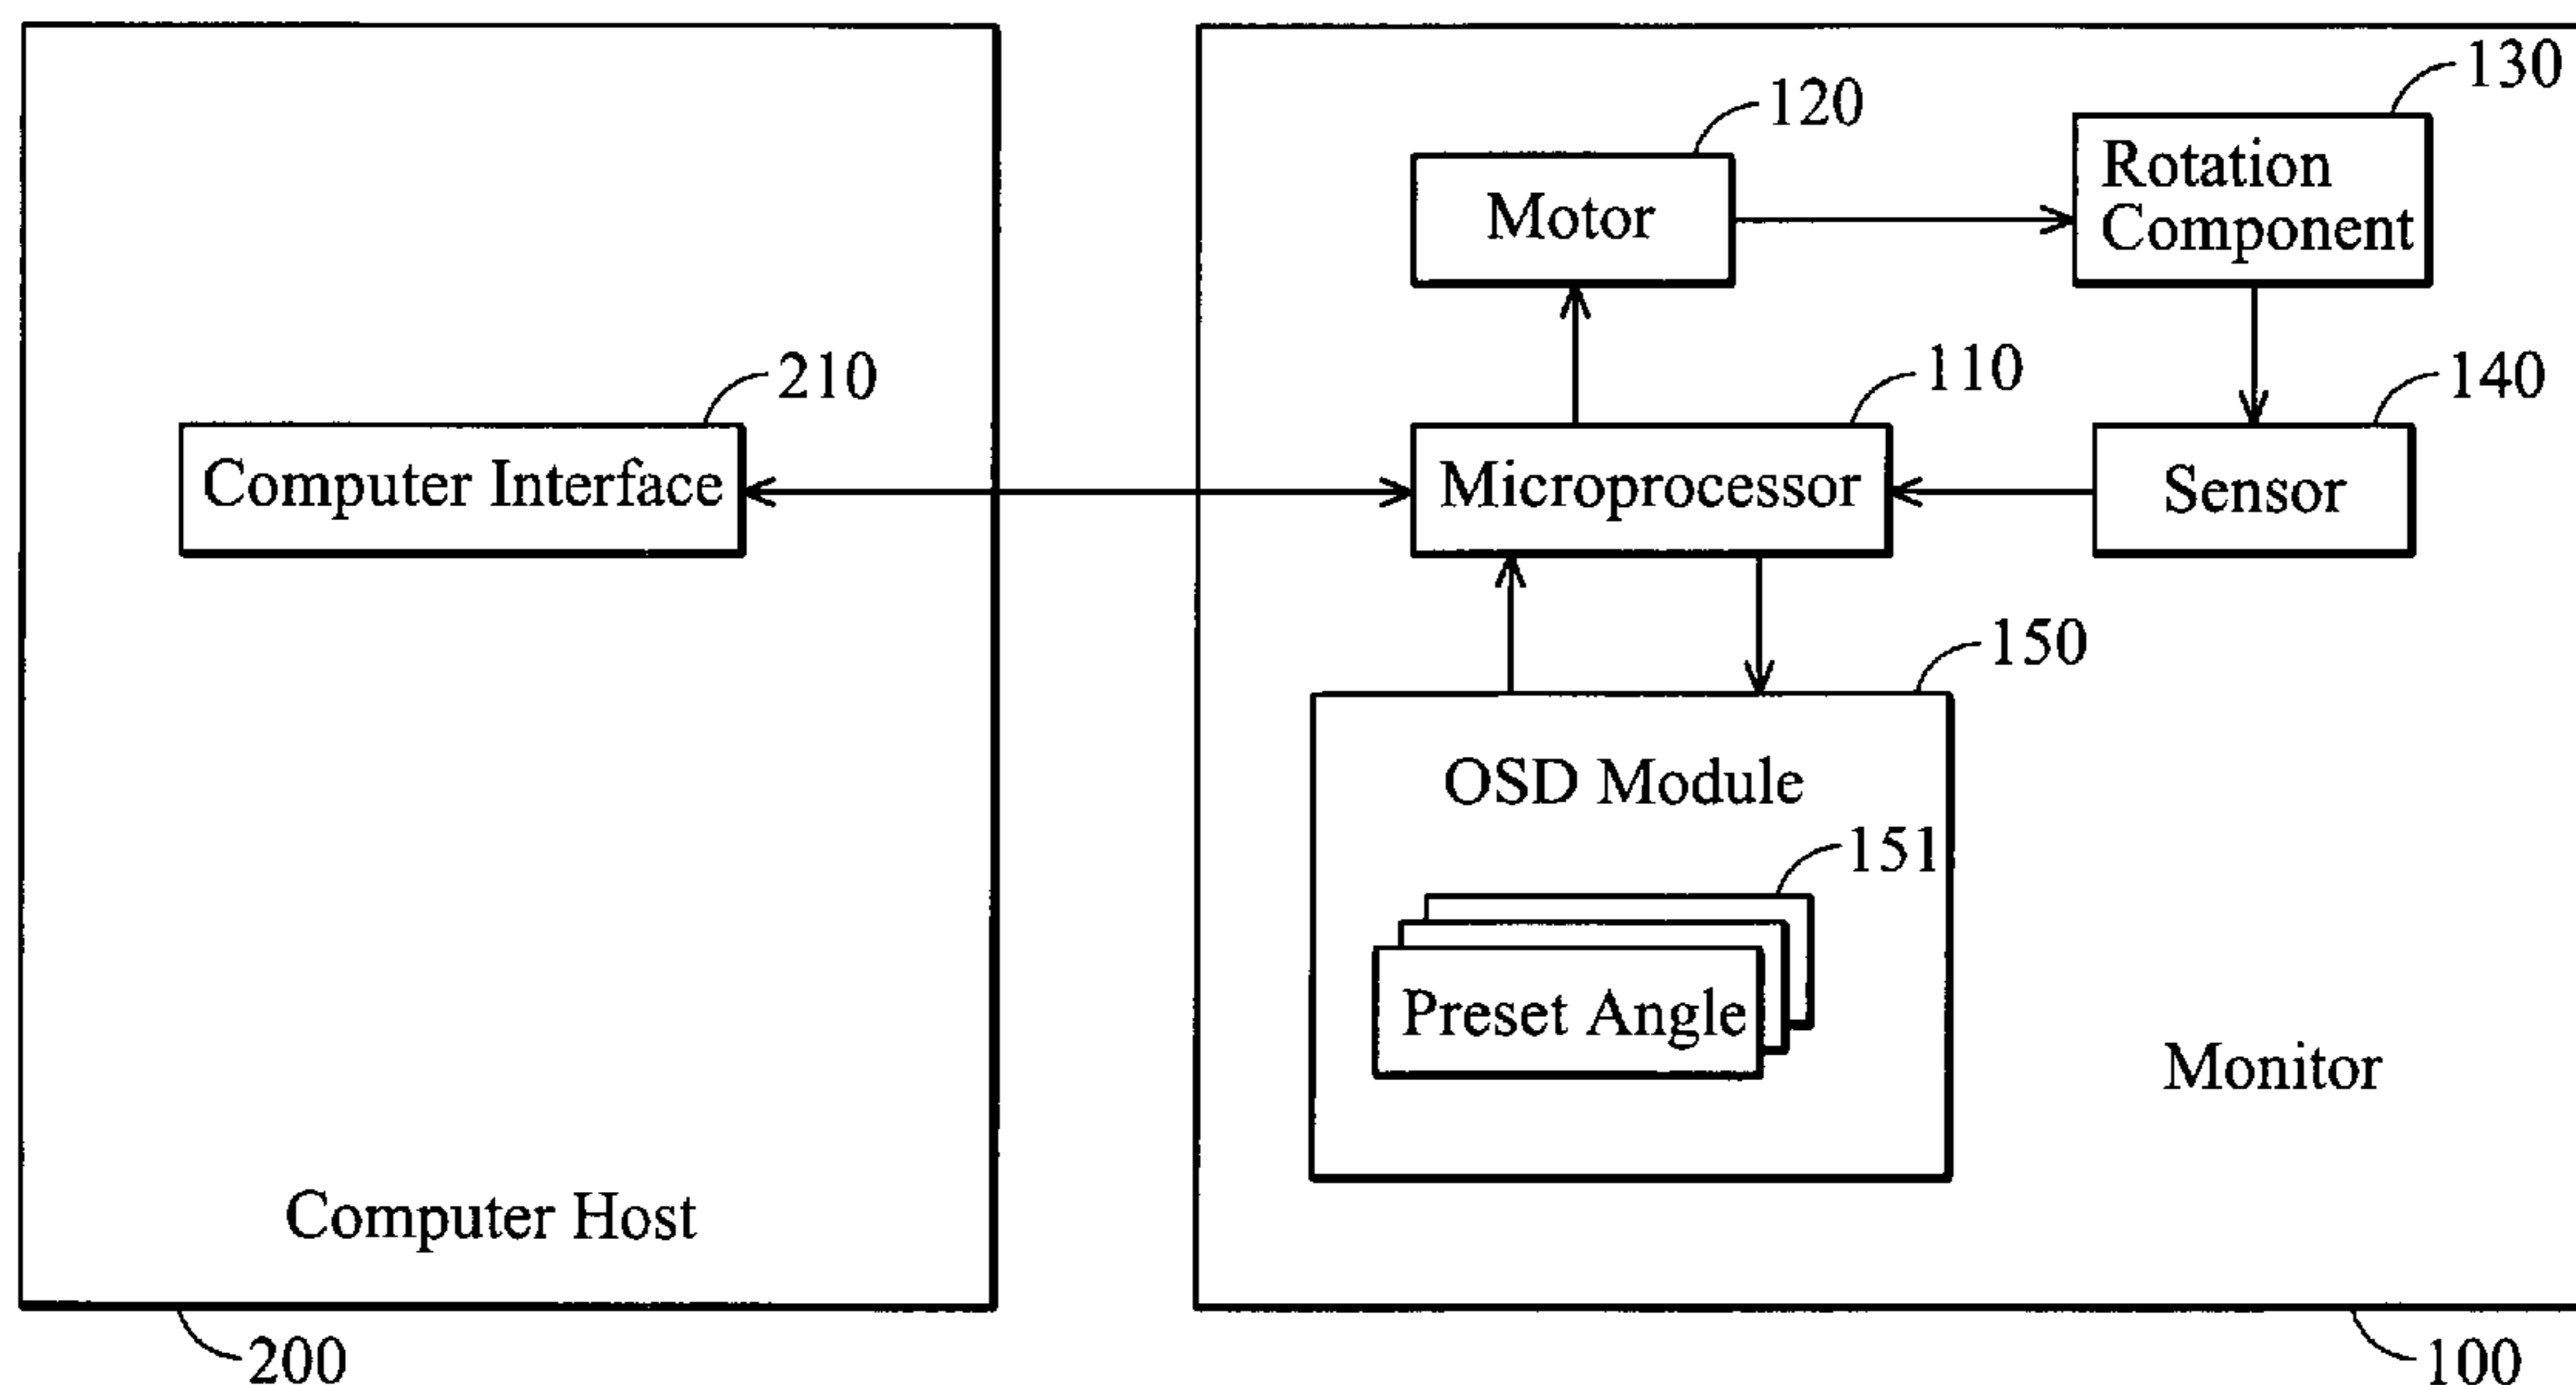 130
120
Rotation
Component
Motor
210
110
140
Computer Interface
Microprocessor
Sensor
150
OSD Module
151
Preset Angle
Monitor
Computer Host
200
100